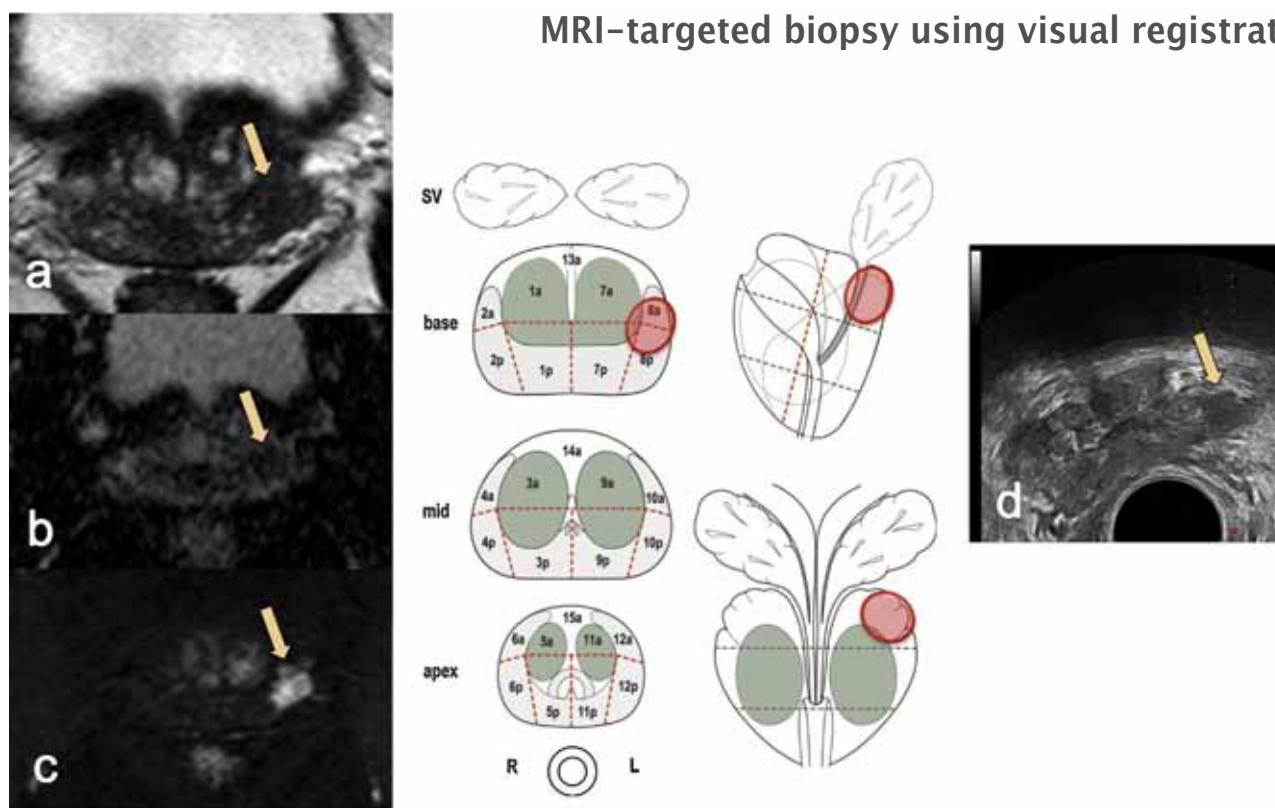 MRI-targeted biopsy using visual registrat
a
b
c
SV
base
13a
1a 7a
2a 8a
2p 1p 7p 8p
mid
14a
3a 9a
4a 10a
4p 3p 9p 10p
apex
15a
6a 5a 11a 12a
6p 12p
5p 11p
R L
d